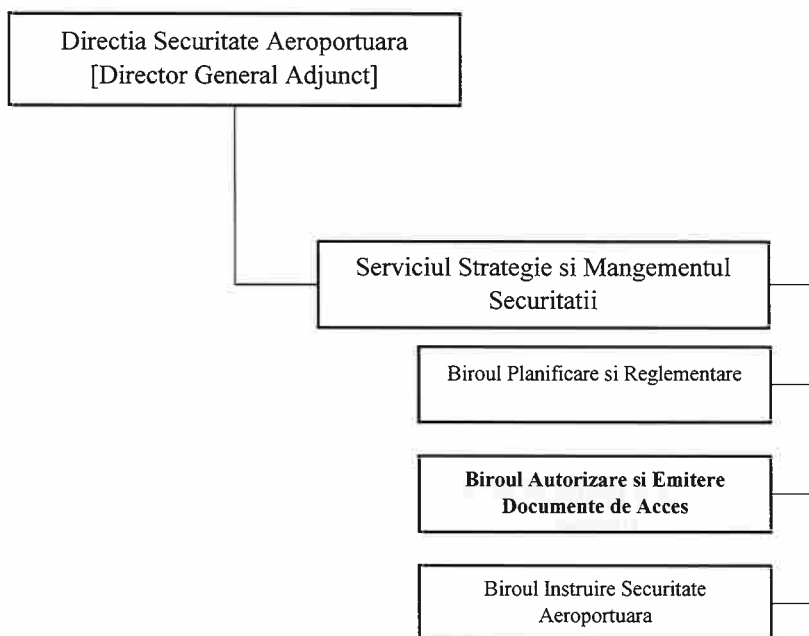 Directia Securitate Aeroportuara
[Director General Adjunct]
Serviciul Strategie si Mangementul
Securitatii
Biroul Planificare si Reglementare
Biroul Autorizare si Emitere
Documente de Acces
Biroul Instruire Securitate
Aeroportuara